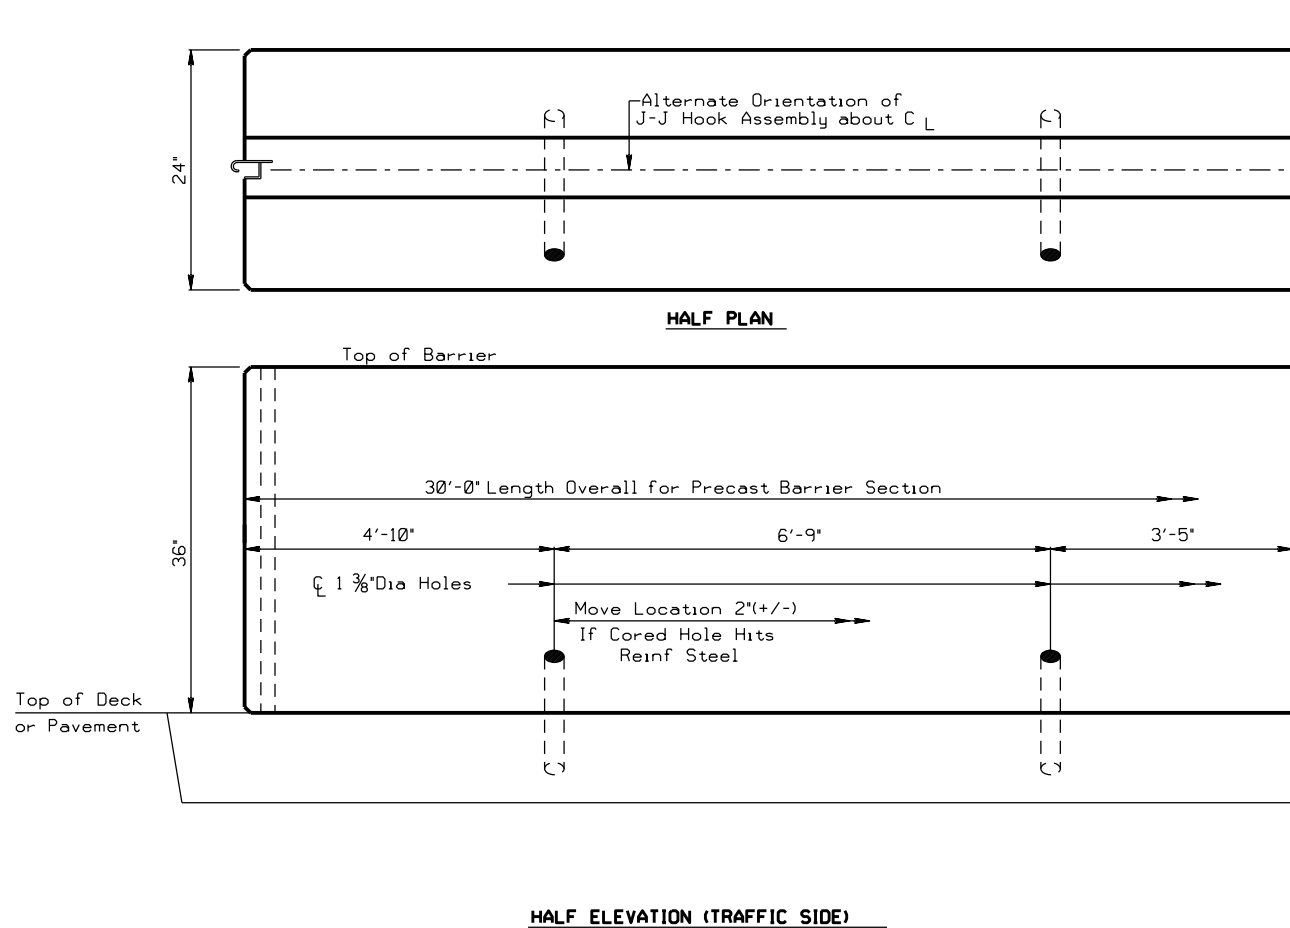 Alternate Orientation of
J-J Hook Assembly about C L
24"
HALF PLAN
Top of Barrier
30'-0" Length Overall for Precast Barrier Section
4'-10" 6'-9" 3'-5"
36"
℄ 1 ⅜"Dia Holes
Move Location 2"(+/-)
If Cored Hole Hits
Reinf Steel
Top of Deck
or Pavement
HALF ELEVATION (TRAFFIC SIDE)